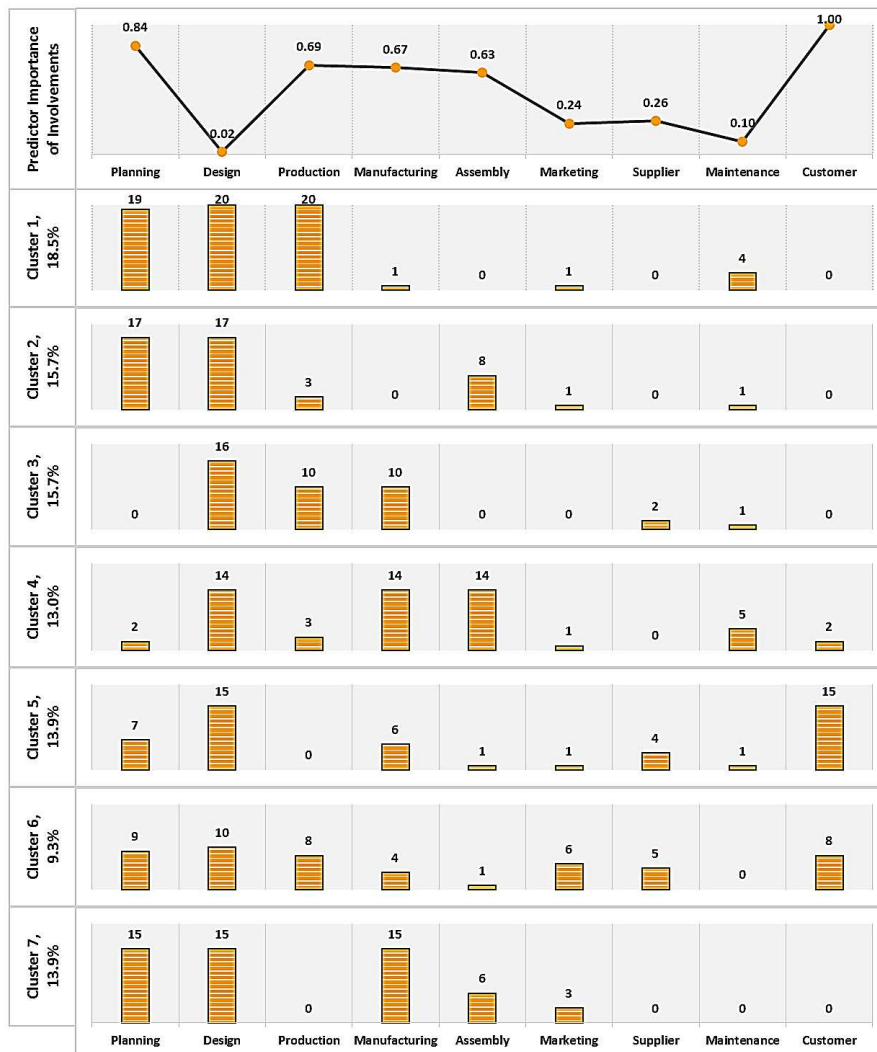 Predictor Importance
of Involvements
0.84
0.02
0.69
0.67
0.63
0.24
0.26
0.10
1.00
Planning Design Production Manufacturing Assembly Marketing Supplier Maintenance Customer
Cluster 1,
18.5%
19 20 20 1 0 1 0 4 0
Cluster 2,
15.7%
17 17 3 0 8 1 0 1 0
Cluster 3,
15.7%
0 16 10 10 0 0 2 1 0
Cluster 4,
13.0%
2 14 3 14 14 1 0 5 2
Cluster 5,
13.9%
7 15 0 6 1 1 4 1 15
Cluster 6,
9.3%
9 10 8 4 1 6 5 0 8
Cluster 7,
13.9%
15 15 0 15 6 3 0 0 0
Planning Design Production Manufacturing Assembly Marketing Supplier Maintenance Customer